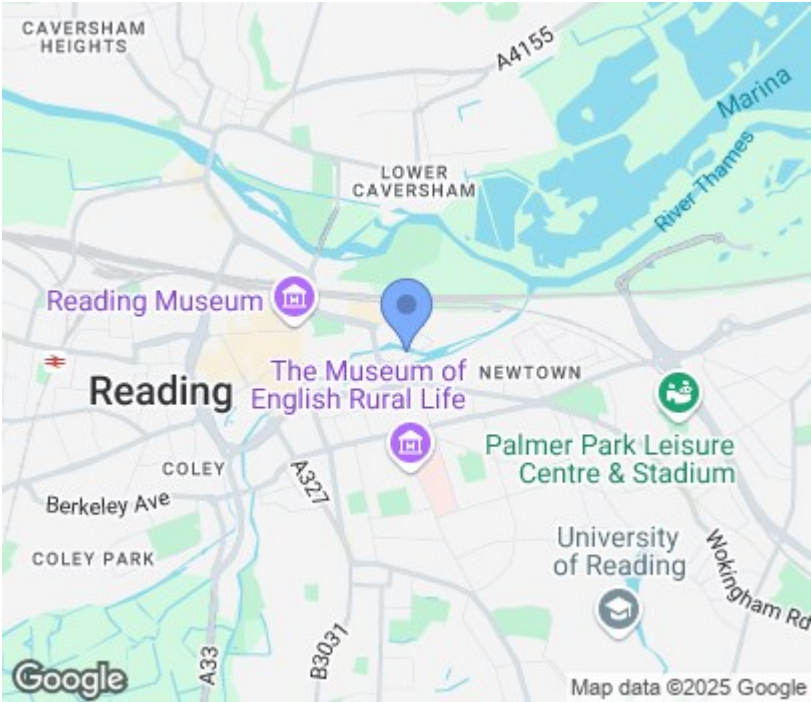 CAVERSHAM
HEIGHTS
A4155
Marina
LOWER
CAVERSHAM
River Thames
Reading Museum
The Museum of
English Rural Life
NEWTOWN
Reading
Palmer Park Leisure
Centre & Stadium
COLEY
A327
Berkeley Ave
University
of Reading
Wokingham Rd
COLEY PARK
A33
B3031
Google
Map data ©2025 Google